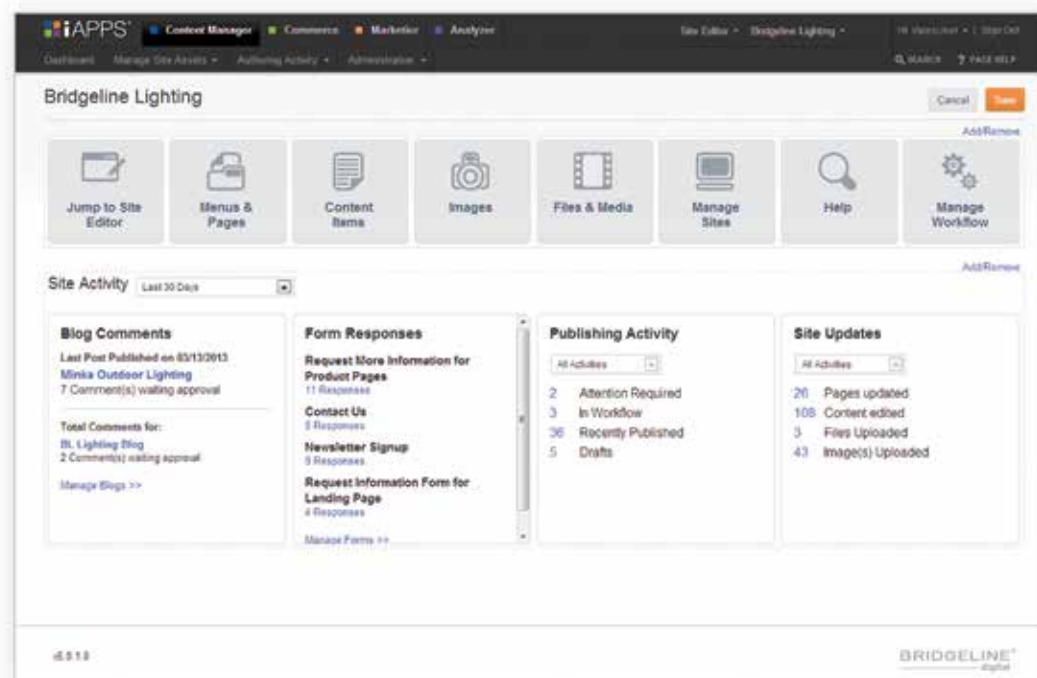 iAPPS
Content Manager Commerce Marketier Analyzer
Site Editor Bridgeline Lighting
Dashboard Manage Site Assets Authoring Activity Administration
SEARCH ? PAGE HELP
Bridgeline Lighting
Cancel Save
Add/Remove
Jump to Site Editor
Menus & Pages
Content Items
Images
Files & Media
Manage Sites
Help
Manage Workflow
Add/Remove
Site Activity Last 30 Days
Blog Comments
Last Post Published on 03/13/2013
Minka Outdoor Lighting
7 Comment(s) waiting approval
Total Comments for:
BL Lighting Blog
2 Comment(s) waiting approval
Manage Blogs >>
Form Responses
Request More Information for
Product Pages
11 Responses
Contact Us
Responses
Newsletter Signup
Responses
Request Information Form for
Landing Page
4 Responses
Manage Forms >>
Publishing Activity
All Activities
2 Attention Required
3 In Workflow
36 Recently Published
5 Drafts
Site Updates
All Activities
26 Pages updated
108 Content edited
3 Files Uploaded
43 Image(s) Uploaded
BRIDGELINE
digital